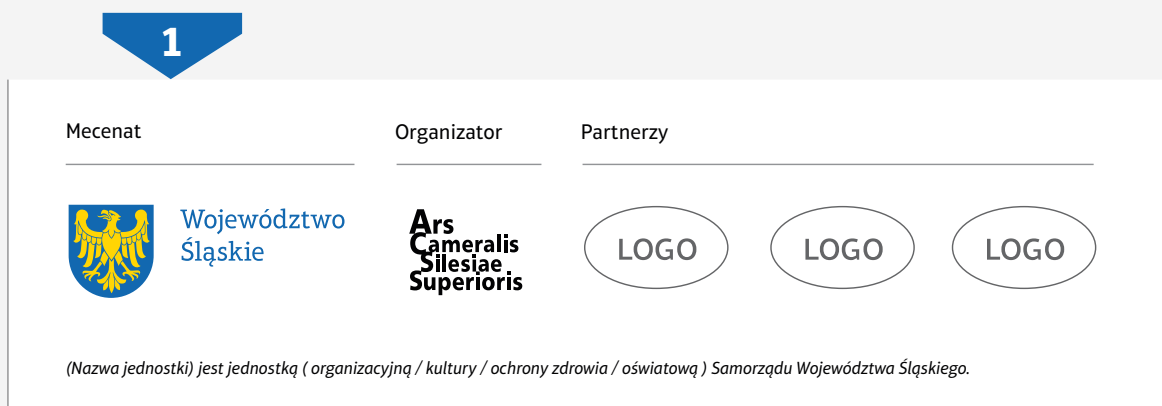 1
Mecenat
Organizator
Partnerzy
Województwo
Śląskie
Ars
Cameralis
Silesiae
Superioris
LOGO
LOGO
LOGO
(Nazwa jednostki) jest jednostką ( organizacyjną / kultury / ochrony zdrowia / oświatową ) Samorządu Województwa Śląskiego.